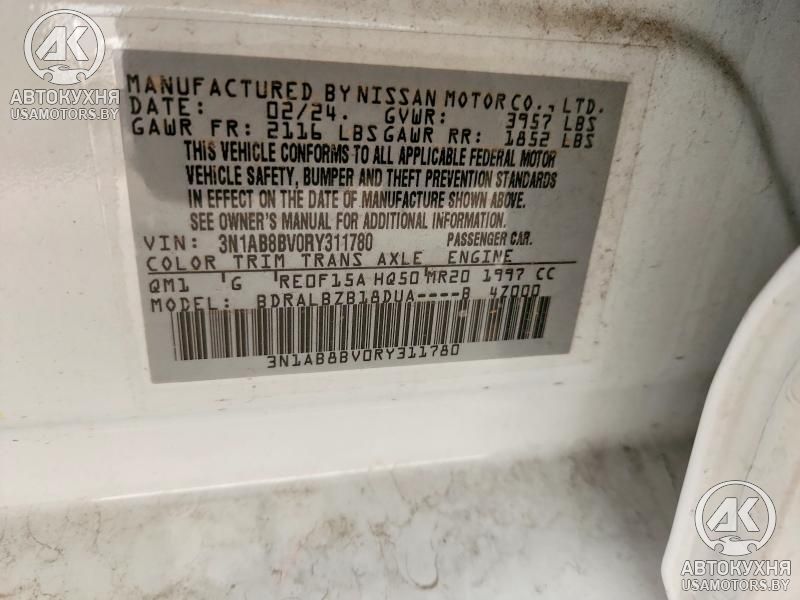 AK
АВТОКУХНЯ
USAMOTORS.BY
MANUFACTURED BY NISSAN MOTOR CO., LTD.
DATE: 02/24. GVWR: 3957 LBS
GAWR FR: 2116 LBS GAWR RR: 1852 LBS
THIS VEHICLE CONFORMS TO ALL APPLICABLE FEDERAL MOTOR
VEHICLE SAFETY, BUMPER AND THEFT PREVENTION STANDARDS
IN EFFECT ON THE DATE OF MANUFACTURE SHOWN ABOVE.
SEE OWNER'S MANUAL FOR ADDITIONAL INFORMATION.
VIN: 3N1AB8BV0RY311780 PASSENGER CAR.
COLOR TRIM TRANS AXLE ENGINE
QM1 'G 'RE0F15A HQ50 'MR20 1997 CC
MODEL: BDRALBZB18DUA----B 4Z000
3N1AB8BV0RY311780
AK
АВТОКУХНЯ
USAMOTORS.BY